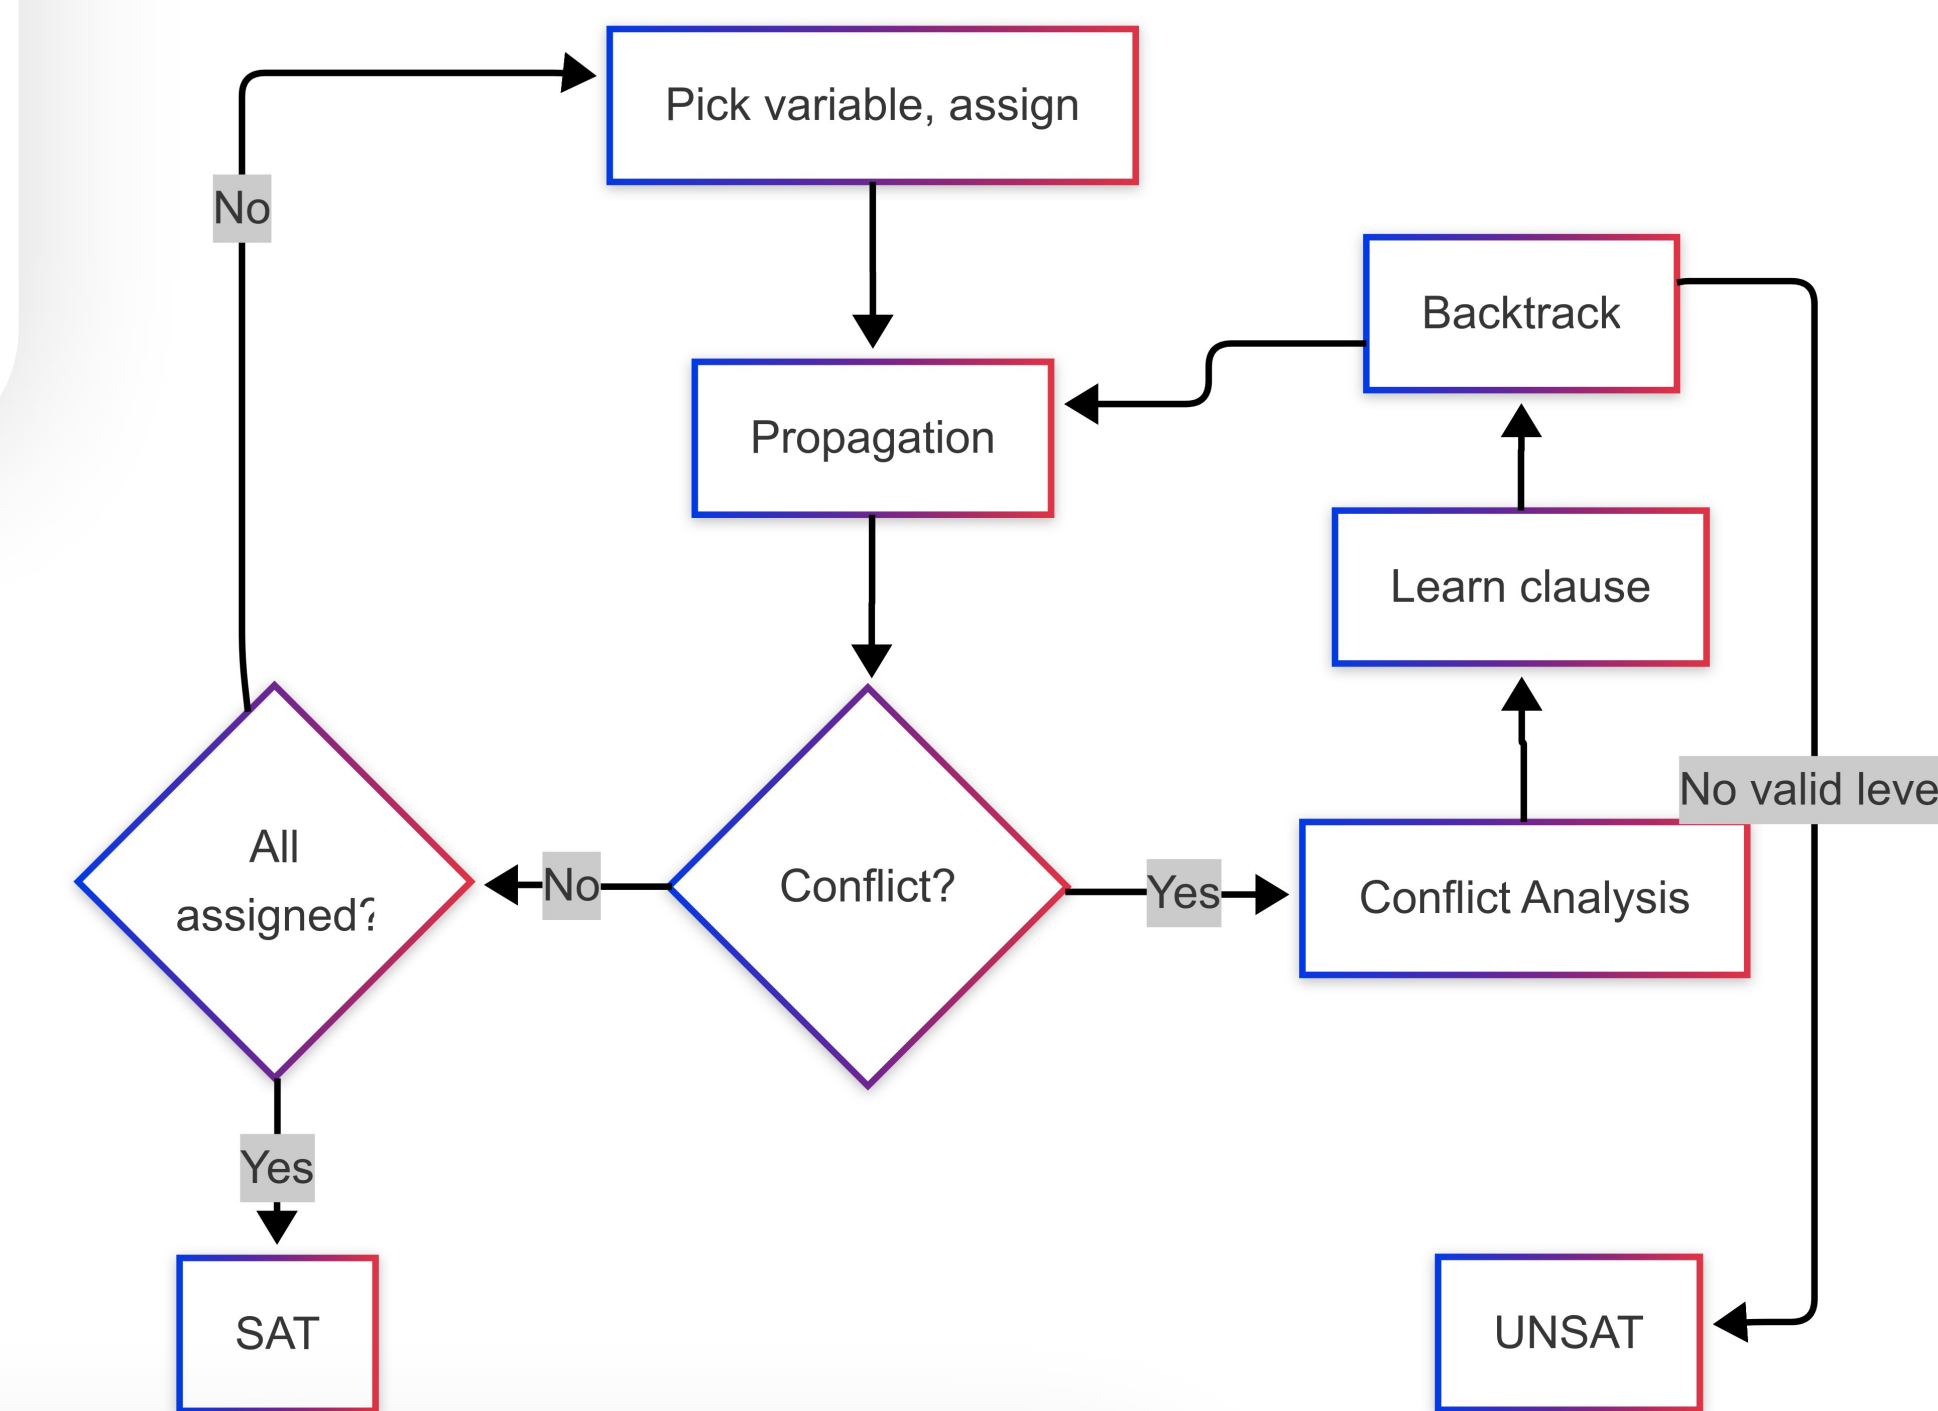 Pick variable, assign
No
Backtrack
Propagation
Learn clause
No valid leve
All
assigned?
No
Conflict?
Yes
Conflict Analysis
Yes
SAT
UNSAT